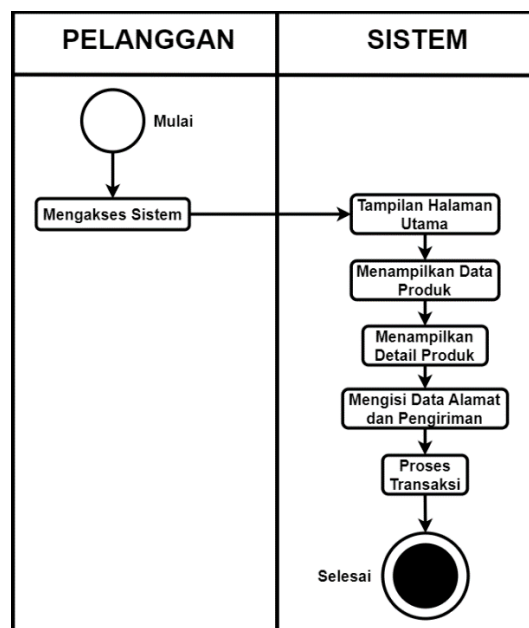 PELANGGAN
SISTEM
Mulai
Mengakses Sistem
Tampilan Halaman
Utama
Menampilkan Data
Produk
Menampilkan
Detail Produk
Mengisi Data Alamat
dan Pengiriman
Proses
Transaksi
Selesai